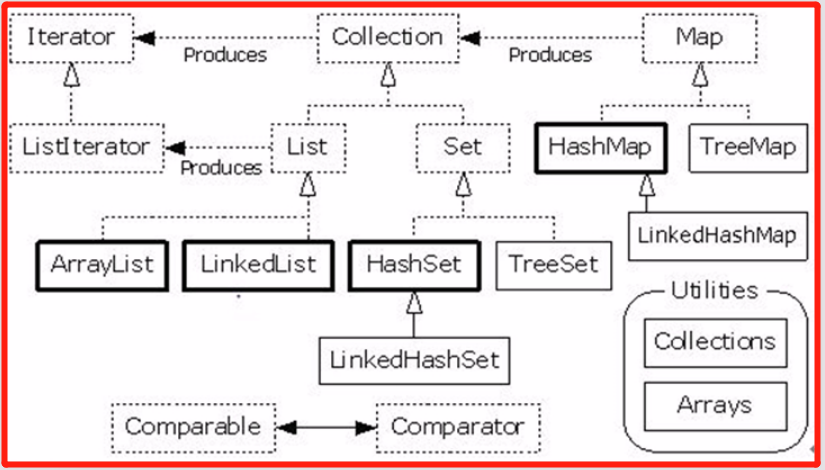 Iterator
Produces
Collection
Produces
Map
ListIterator
Produces
List
Set
HashMap
TreeMap
LinkedHashMap
ArrayList
LinkedList
HashSet
TreeSet
LinkedHashSet
Utilities
Collections
Arrays
Comparable
Comparator